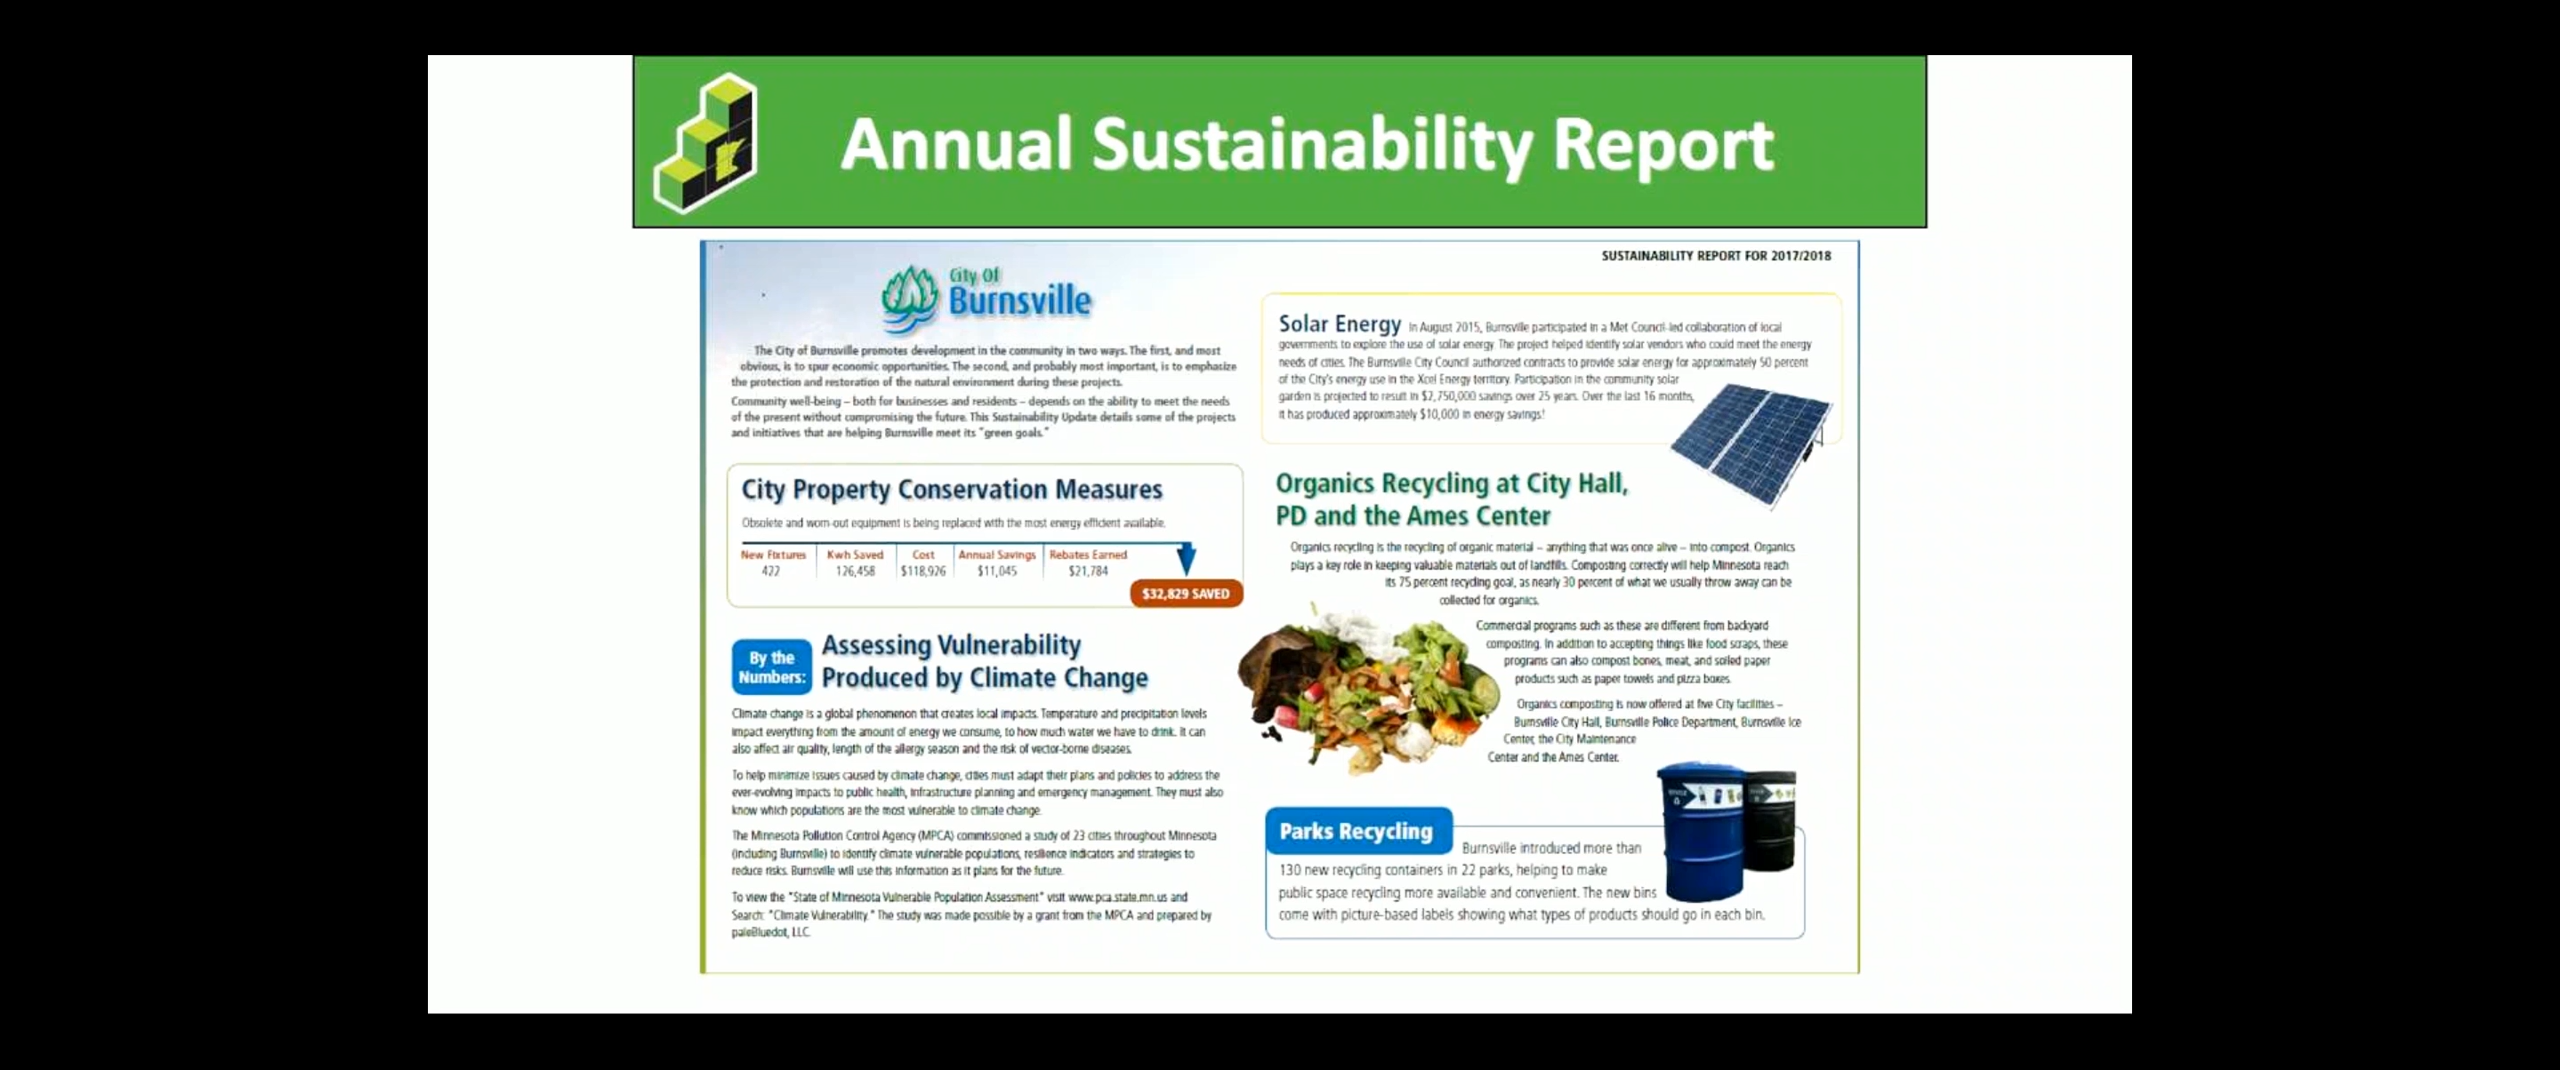 Annual Sustainability Report
SUSTAINABILITY REPORT FOR 2017/2018
City Of
Burnsville
The City of Burnsville promotes development in the community in two ways. The first, and most
obvious, is to spur economic opportunities. The second, and probably most important, is to emphasize
the protection and restoration of the natural environment during these projects.
Community well-being – both for businesses and residents – depends on the ability to meet the needs
of the present without compromising the future. This Sustainability Update details some of the projects
and initiatives that are helping Burnsville meet its "green goals."
City Property Conservation Measures
Obsolete and worn-out equipment is being replaced with the most energy efficient available.
New Fixtures Kwh Saved Cost Annual Savings Rebates Earned
422 126,458 $118,926 $11,045 $21,784
$32,829 SAVED
By the
Numbers:
Assessing Vulnerability
Produced by Climate Change
Climate change is a global phenomenon that creates local impacts. Temperature and precipitation levels
impact everything from the amount of energy we consume, to how much water we have to drink. It can
also affect air quality, length of the allergy season and the risk of vector-borne diseases.
To help minimize issues caused by climate change, cities must adapt their plans and policies to address the
ever-evolving impacts to public health, infrastructure planning and emergency management. They must also
know which populations are the most vulnerable to climate change.
The Minnesota Pollution Control Agency (MPCA) commissioned a study of 23 cities throughout Minnesota
(including Burnsville) to identify climate vulnerable populations, resilience indicators and strategies to
reduce risks. Burnsville will use this information as it plans for the future.
To view the "State of Minnesota Vulnerable Population Assessment" visit www.pca.state.mn.us and
Search: "Climate Vulnerability." The study was made possible by a grant from the MPCA and prepared by
paleBluedot, LLC.
Solar Energy In August 2015, Burnsville participated in a Met Council-led collaboration of local
governments to explore the use of solar energy. The project helped identify solar vendors who could meet the energy
needs of cities. The Burnsville City Council authorized contracts to provide solar energy for approximately 50 percent
of the City's energy use in the Xcel Energy territory. Participation in the community solar
garden is projected to result in $2,750,000 savings over 25 years. Over the last 16 months,
it has produced approximately $10,000 in energy savings!
Organics Recycling at City Hall,
PD and the Ames Center
Organics recycling is the recycling of organic material – anything that was once alive – into compost. Organics
plays a key role in keeping valuable materials out of landfills. Composting correctly will help Minnesota reach
its 75 percent recycling goal, as nearly 30 percent of what we usually throw away can be
collected for organics.
Commercial programs such as these are different from backyard
composting. In addition to accepting things like food scraps, these
programs can also compost bones, meat, and soiled paper
products such as paper towels and pizza boxes.
Organics composting is now offered at five City facilities –
Burnsville City Hall, Burnsville Police Department, Burnsville Ice
Center, the City Maintenance
Center and the Ames Center.
Parks Recycling
Burnsville introduced more than
130 new recycling containers in 22 parks, helping to make
public space recycling more available and convenient. The new bins
come with picture-based labels showing what types of products should go in each bin.